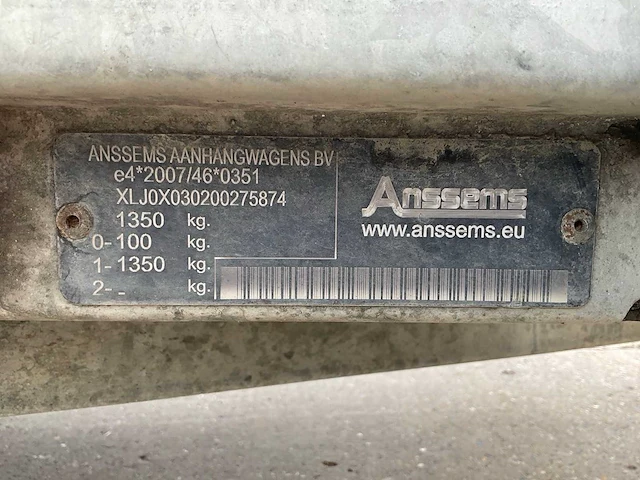 ANSSEMS AANHANGWAGENS BV
e4*2007/46*0351
XLJ0X030200275874
1350 kg.
0-100 kg.
1-1350 kg.
2-- kg.
Anssems
www.anssems.eu